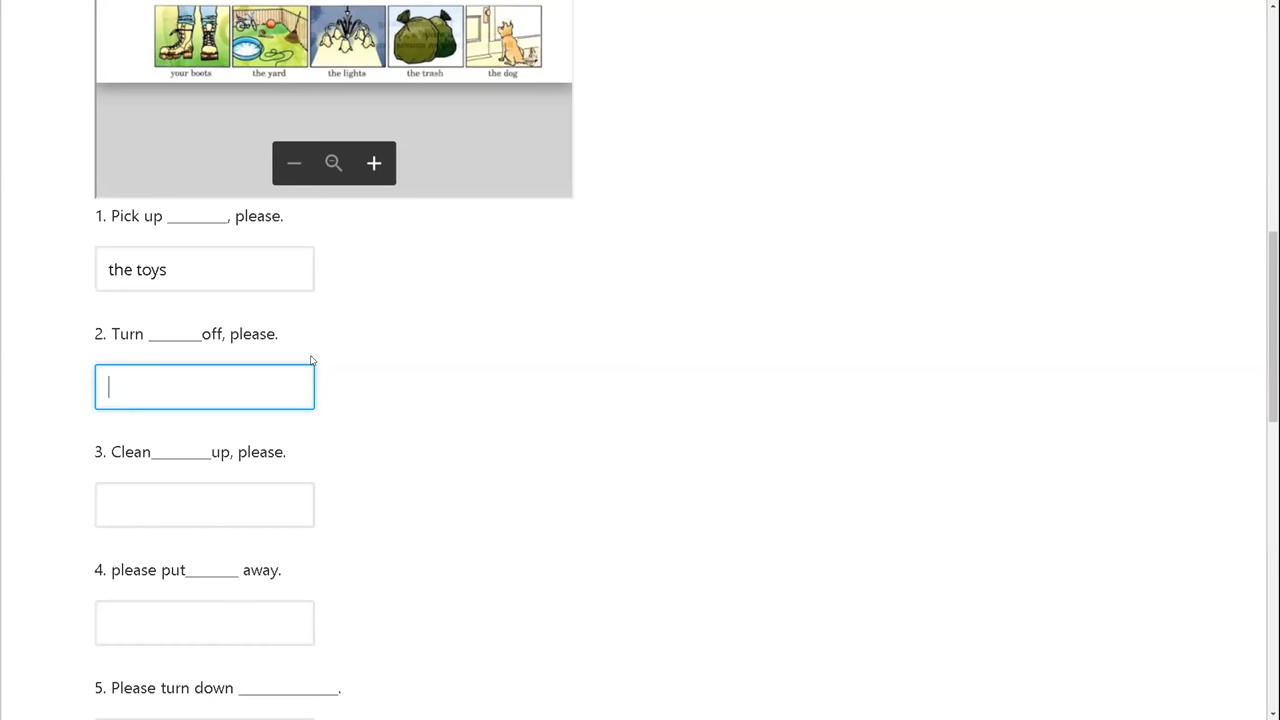 your boots the yard the lights the trash the dog
1. Pick up ________, please.
the toys
2. Turn _______off, please.
3. Clean________up, please.
4. please put_______ away.
5. Please turn down _____________.